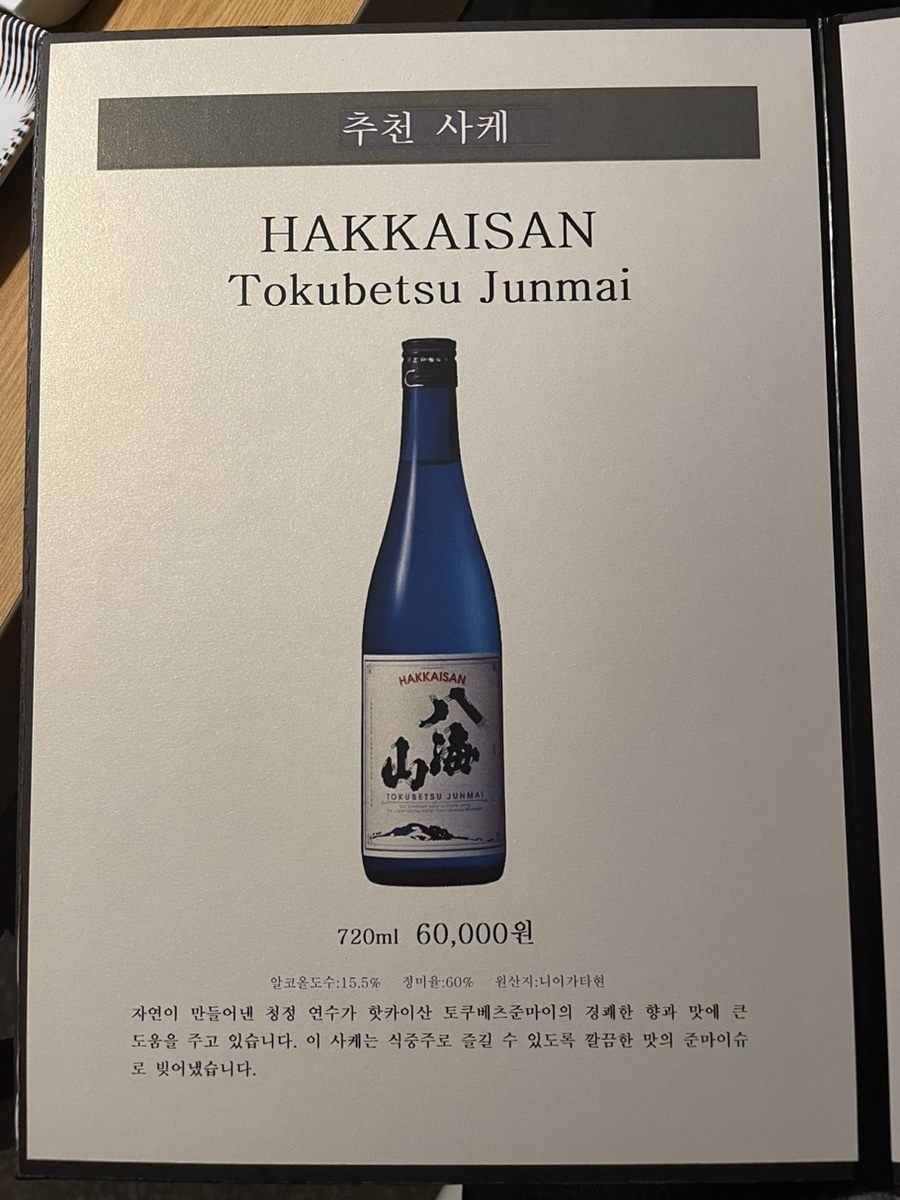 추천 사케
HAKKAISAN
Tokubetsu Junmai
HAKKAISAN
八海山
TOKUBETSU JUNMAI
720ml 60,000원
알코올도수:15.5% 정미율:60% 원산지:니이가타현
자연이 만들어낸 청정 연수가 핫카이산 토쿠베츠준마이의 경쾌한 향과 맛에 큰
도움을 주고 있습니다. 이 사케는 식중주로 즐길 수 있도록 깔끔한 맛의 준마이슈
로 빚어냈습니다.